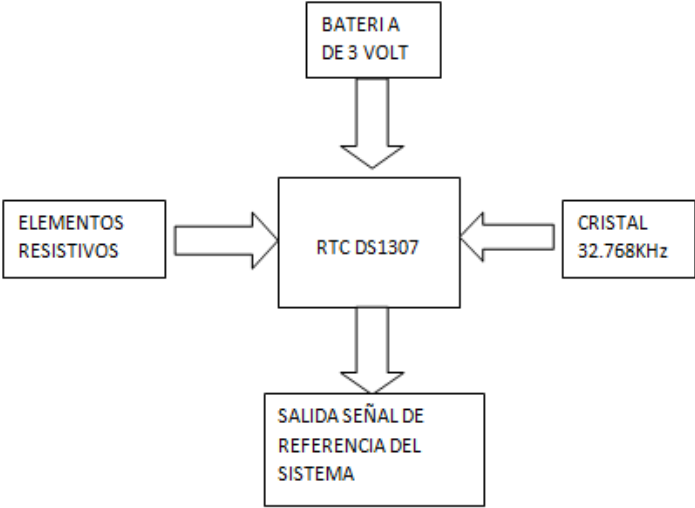 BATERI A
DE 3 VOLT
ELEMENTOS
RESISTIVOS
RTC DS1307
CRISTAL
32.768KHz
SALIDA SEÑAL DE
REFERENCIA DEL
SISTEMA